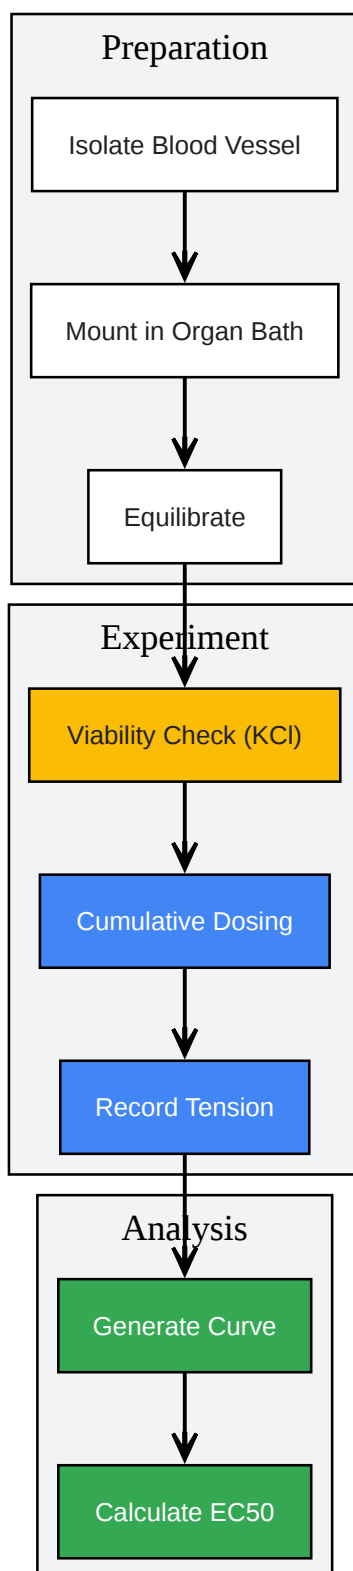 Preparation
Isolate Blood Vessel
Mount in Organ Bath
Equilibrate
Experiment
Viability Check (KCl)
Cumulative Dosing
Record Tension
Analysis
Generate Curve
Calculate EC50